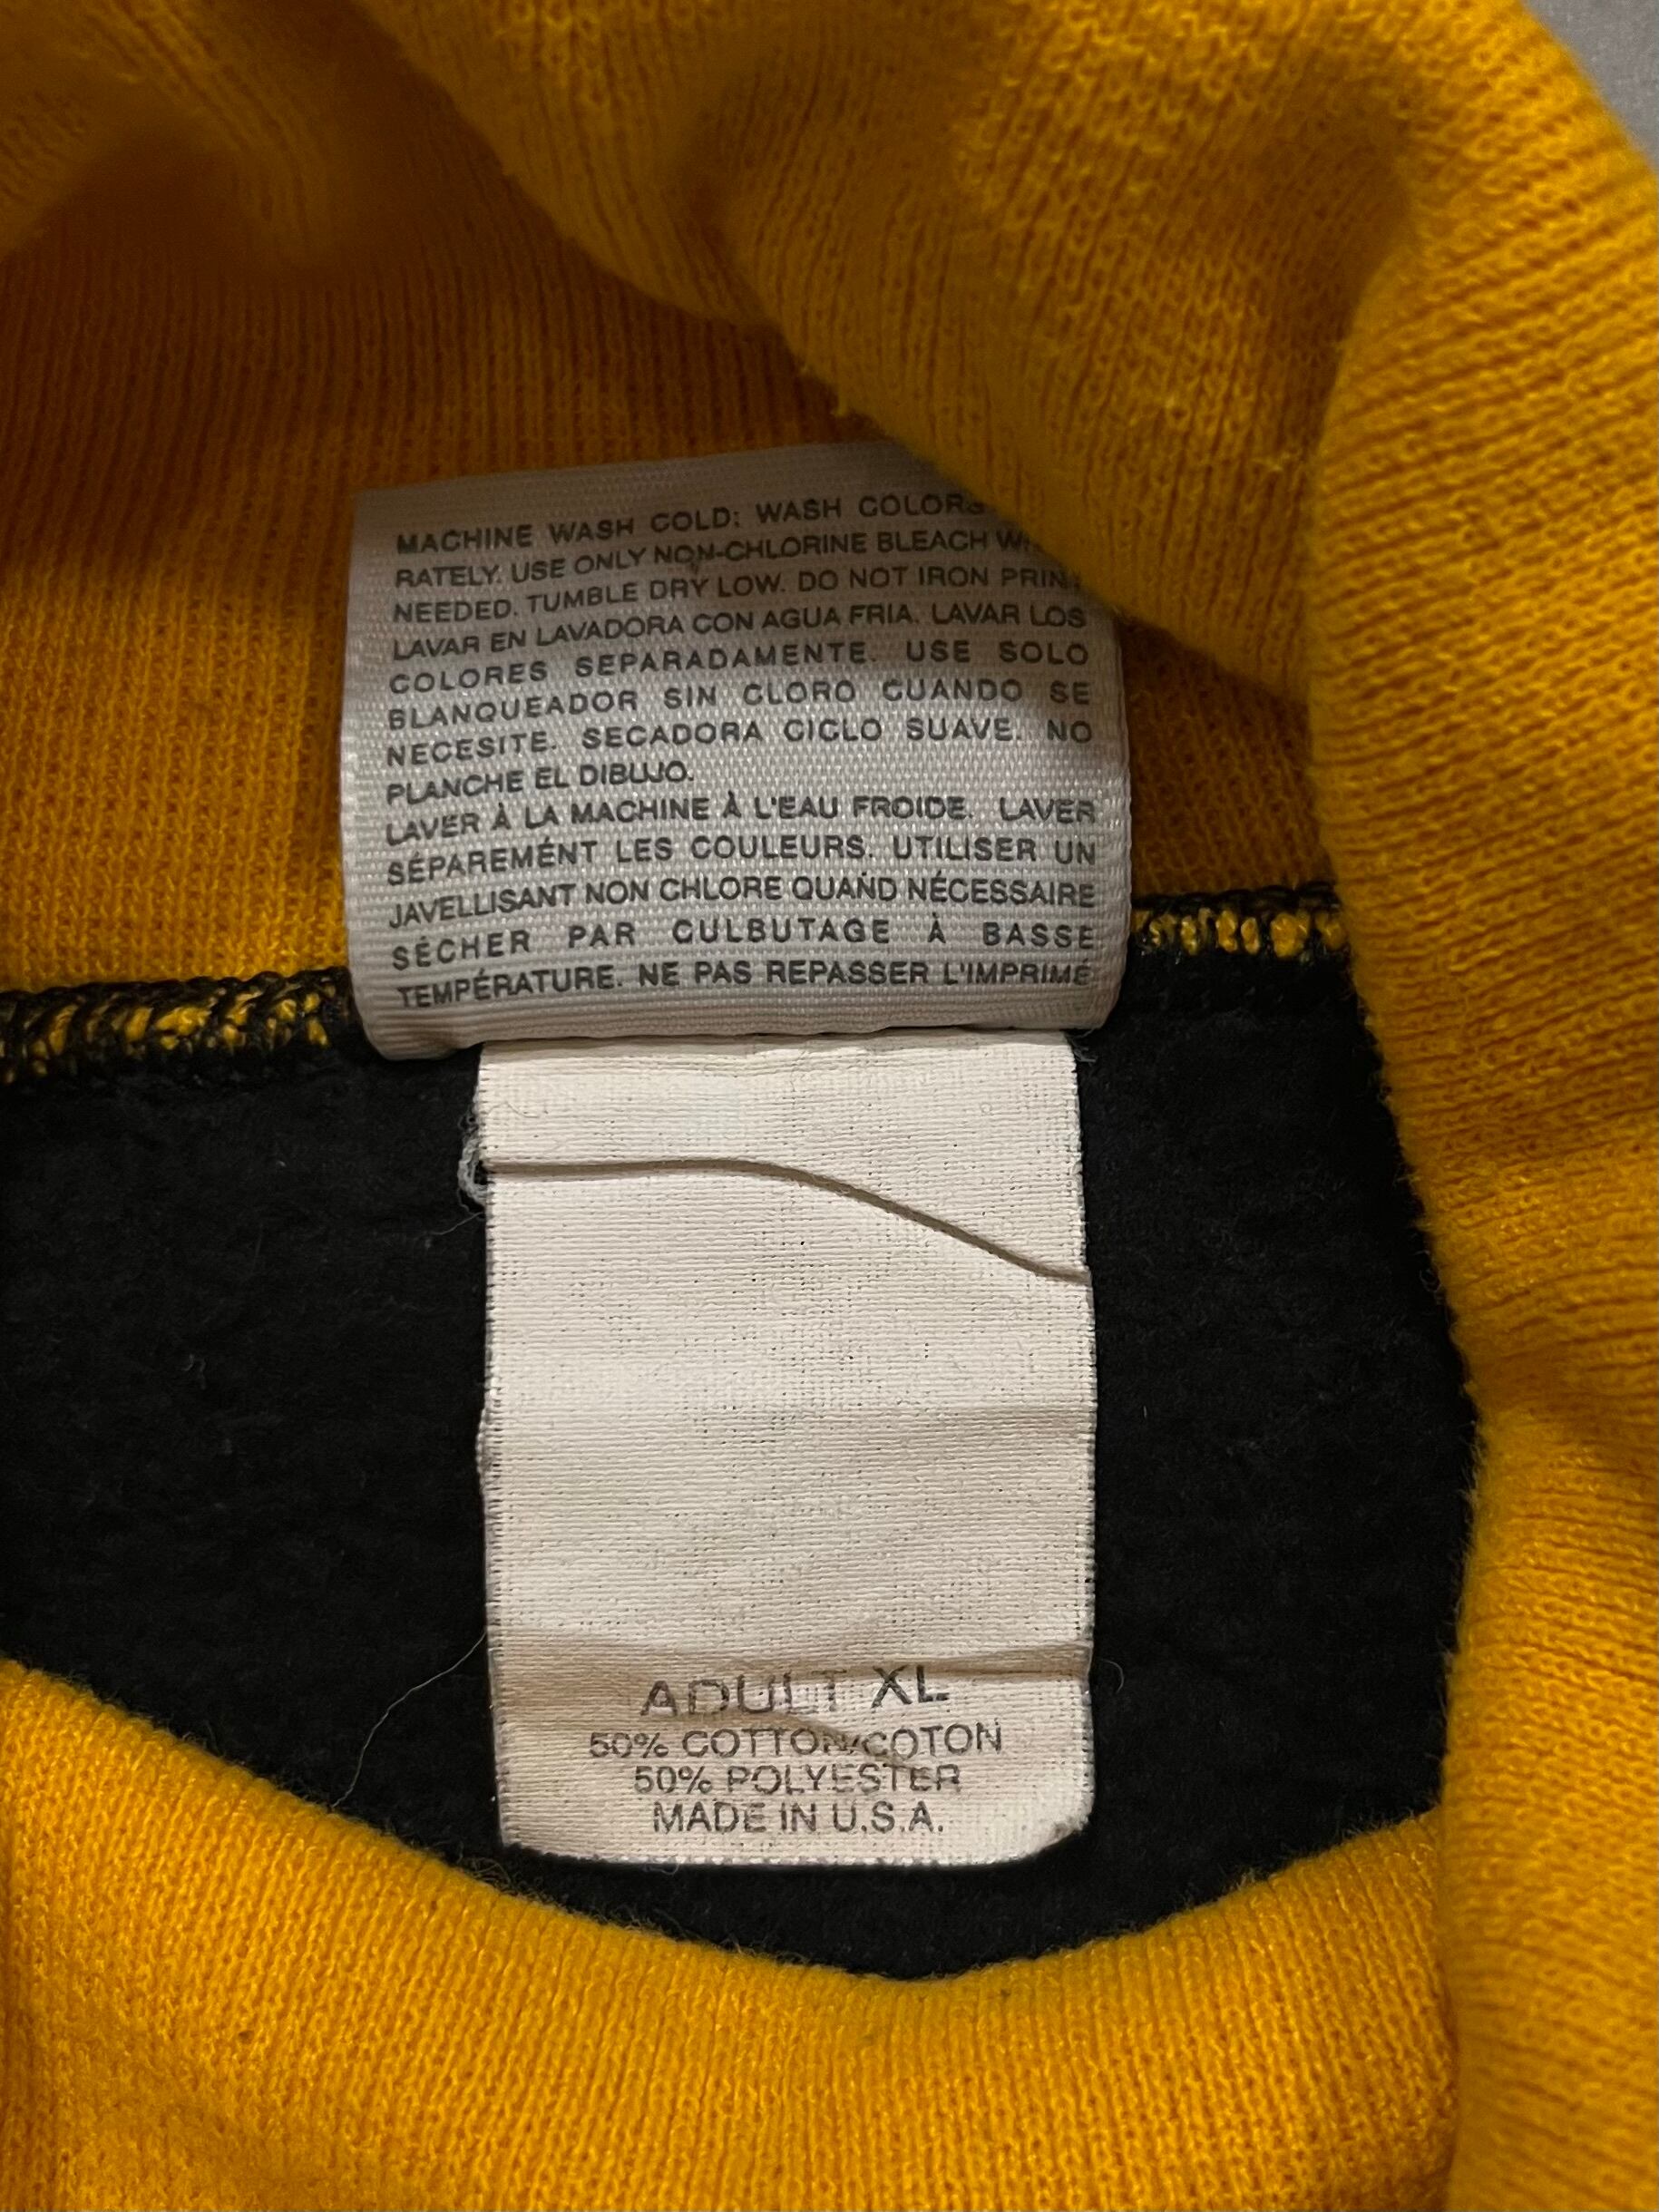 MACHINE WASH COLD: WASH COLORS
RATELY. USE ONLY NON-CHLORINE BLEACH
NEEDED. TUMBLE DRY LOW. DO NOT IRON PRINT.
LAVAR EN LAVADORA CON AGUA FRIA. LAVAR LOS
COLORES SEPARADAMENTE. USE SOLO
BLANQUEADOR SIN CLORO CUANDO SE
NECESITE. SECADORA CICLO SUAVE. NO
PLANCHE EL DIBUJO.
LAVER À LA MACHINE À L'EAU FROIDE. LAVER
SÉPAREMÉNT LES COULEURS. UTILISER UN
JAVELLISANT NON CHLORE QUAND NÉCESSAIRE
SÉCHER PAR CULBUTAGE À BASSE
TEMPÉRATURE. NE PAS REPASSER L'IMPRIMÉ
ADULT XL
50% COTTON/COTON
50% POLYESTER
MADE IN U.S.A.